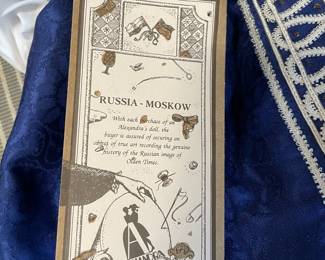 RUSSIA - MOSKOW
With each purchase of an
Alexandra's doll, the
buyer is assured of securing an
object of true art recording the genuine
history of the Russian image of
Olden Times.
A